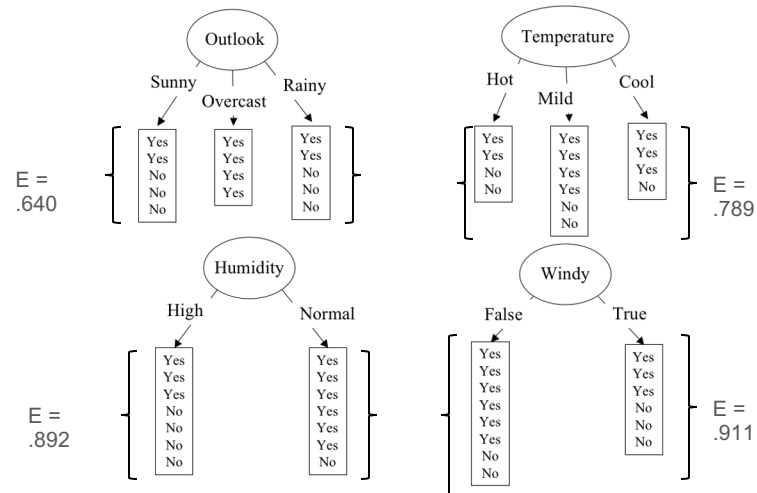 Outlook
Sunny
Overcast
Rainy
Yes
Yes
No
No
No
Yes
Yes
Yes
Yes
Yes
Yes
No
No
No
E =
.640
Temperature
Hot
Mild
Cool
Yes
Yes
No
No
Yes
Yes
Yes
Yes
No
No
Yes
Yes
Yes
No
E =
.789
Humidity
High
Normal
Yes
Yes
Yes
No
No
No
No
Yes
Yes
Yes
Yes
Yes
Yes
No
E =
.892
Windy
False
True
Yes
Yes
Yes
Yes
Yes
Yes
No
No
Yes
Yes
Yes
No
No
No
E =
.911